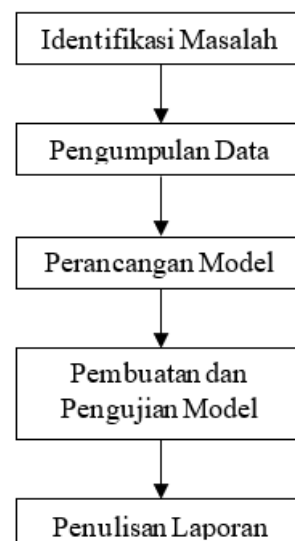 Identifikasi Masalah
Pengumpulan Data
Perancangan Model
Pembuatan dan
Pengujian Model
Penulisan Laporan